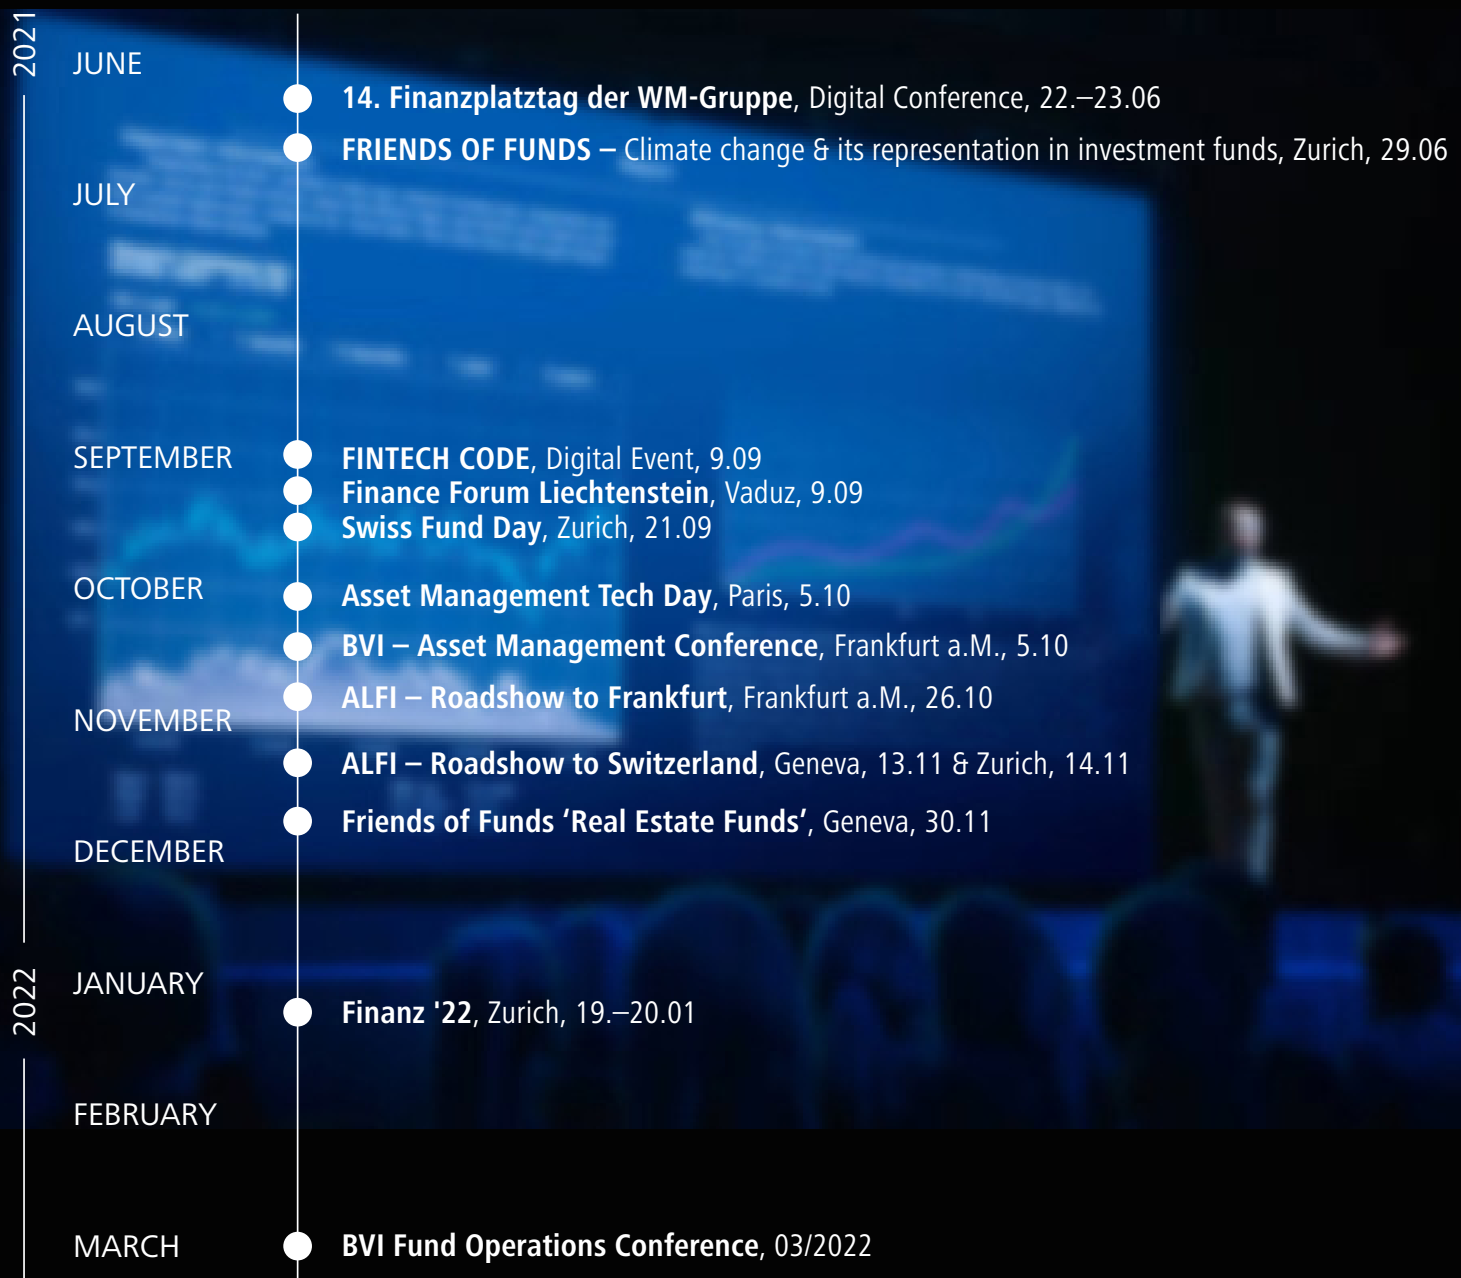 2021
JUNE
14. Finanzplatztag der WM-Gruppe, Digital Conference, 22.–23.06
FRIENDS OF FUNDS – Climate change & its representation in investment funds, Zurich, 29.06
JULY
AUGUST
SEPTEMBER
FINTECH CODE, Digital Event, 9.09
Finance Forum Liechtenstein, Vaduz, 9.09
Swiss Fund Day, Zurich, 21.09
OCTOBER
Asset Management Tech Day, Paris, 5.10
BVI – Asset Management Conference, Frankfurt a.M., 5.10
ALFI – Roadshow to Frankfurt, Frankfurt a.M., 26.10
NOVEMBER
ALFI – Roadshow to Switzerland, Geneva, 13.11 & Zurich, 14.11
Friends of Funds ‘Real Estate Funds’, Geneva, 30.11
DECEMBER
2022
JANUARY
Finanz '22, Zurich, 19.–20.01
FEBRUARY
MARCH
BVI Fund Operations Conference, 03/2022